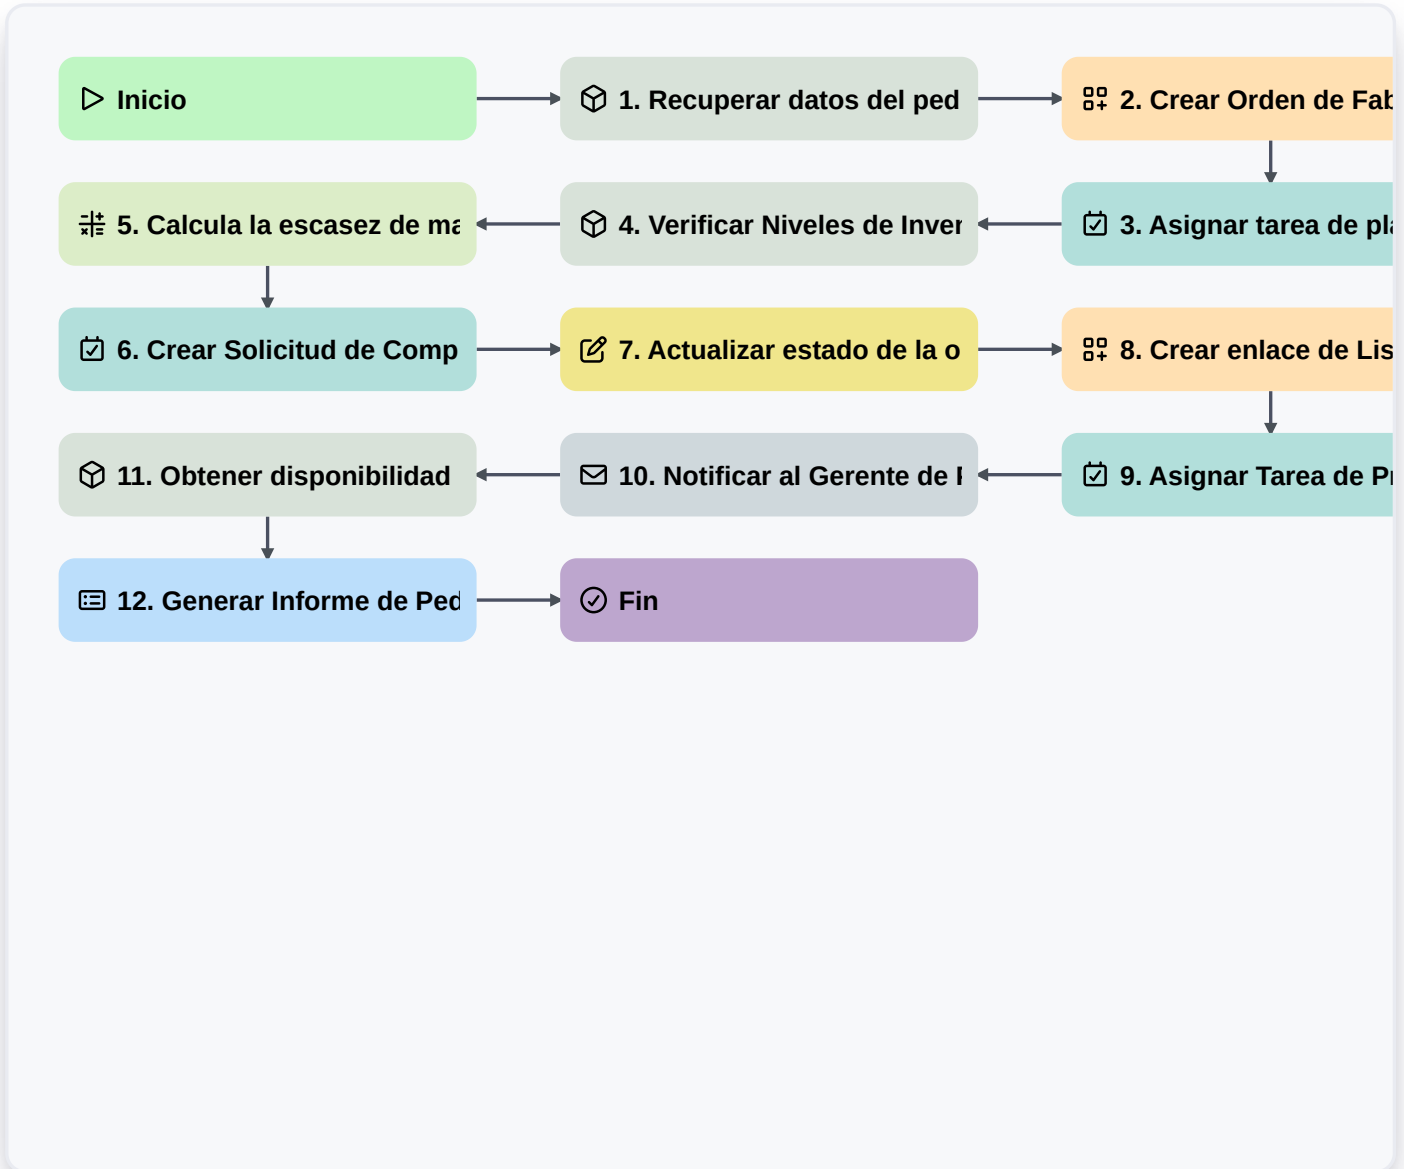 Inicio
1. Recuperar datos del ped
2. Crear Orden de Fab
5. Calcula la escasez de ma
4. Verificar Niveles de Inver
3. Asignar tarea de pla
6. Crear Solicitud de Comp
7. Actualizar estado de la o
8. Crear enlace de Lis
11. Obtener disponibilidad
10. Notificar al Gerente de
9. Asignar Tarea de Pr
12. Generar Informe de Ped
Fin